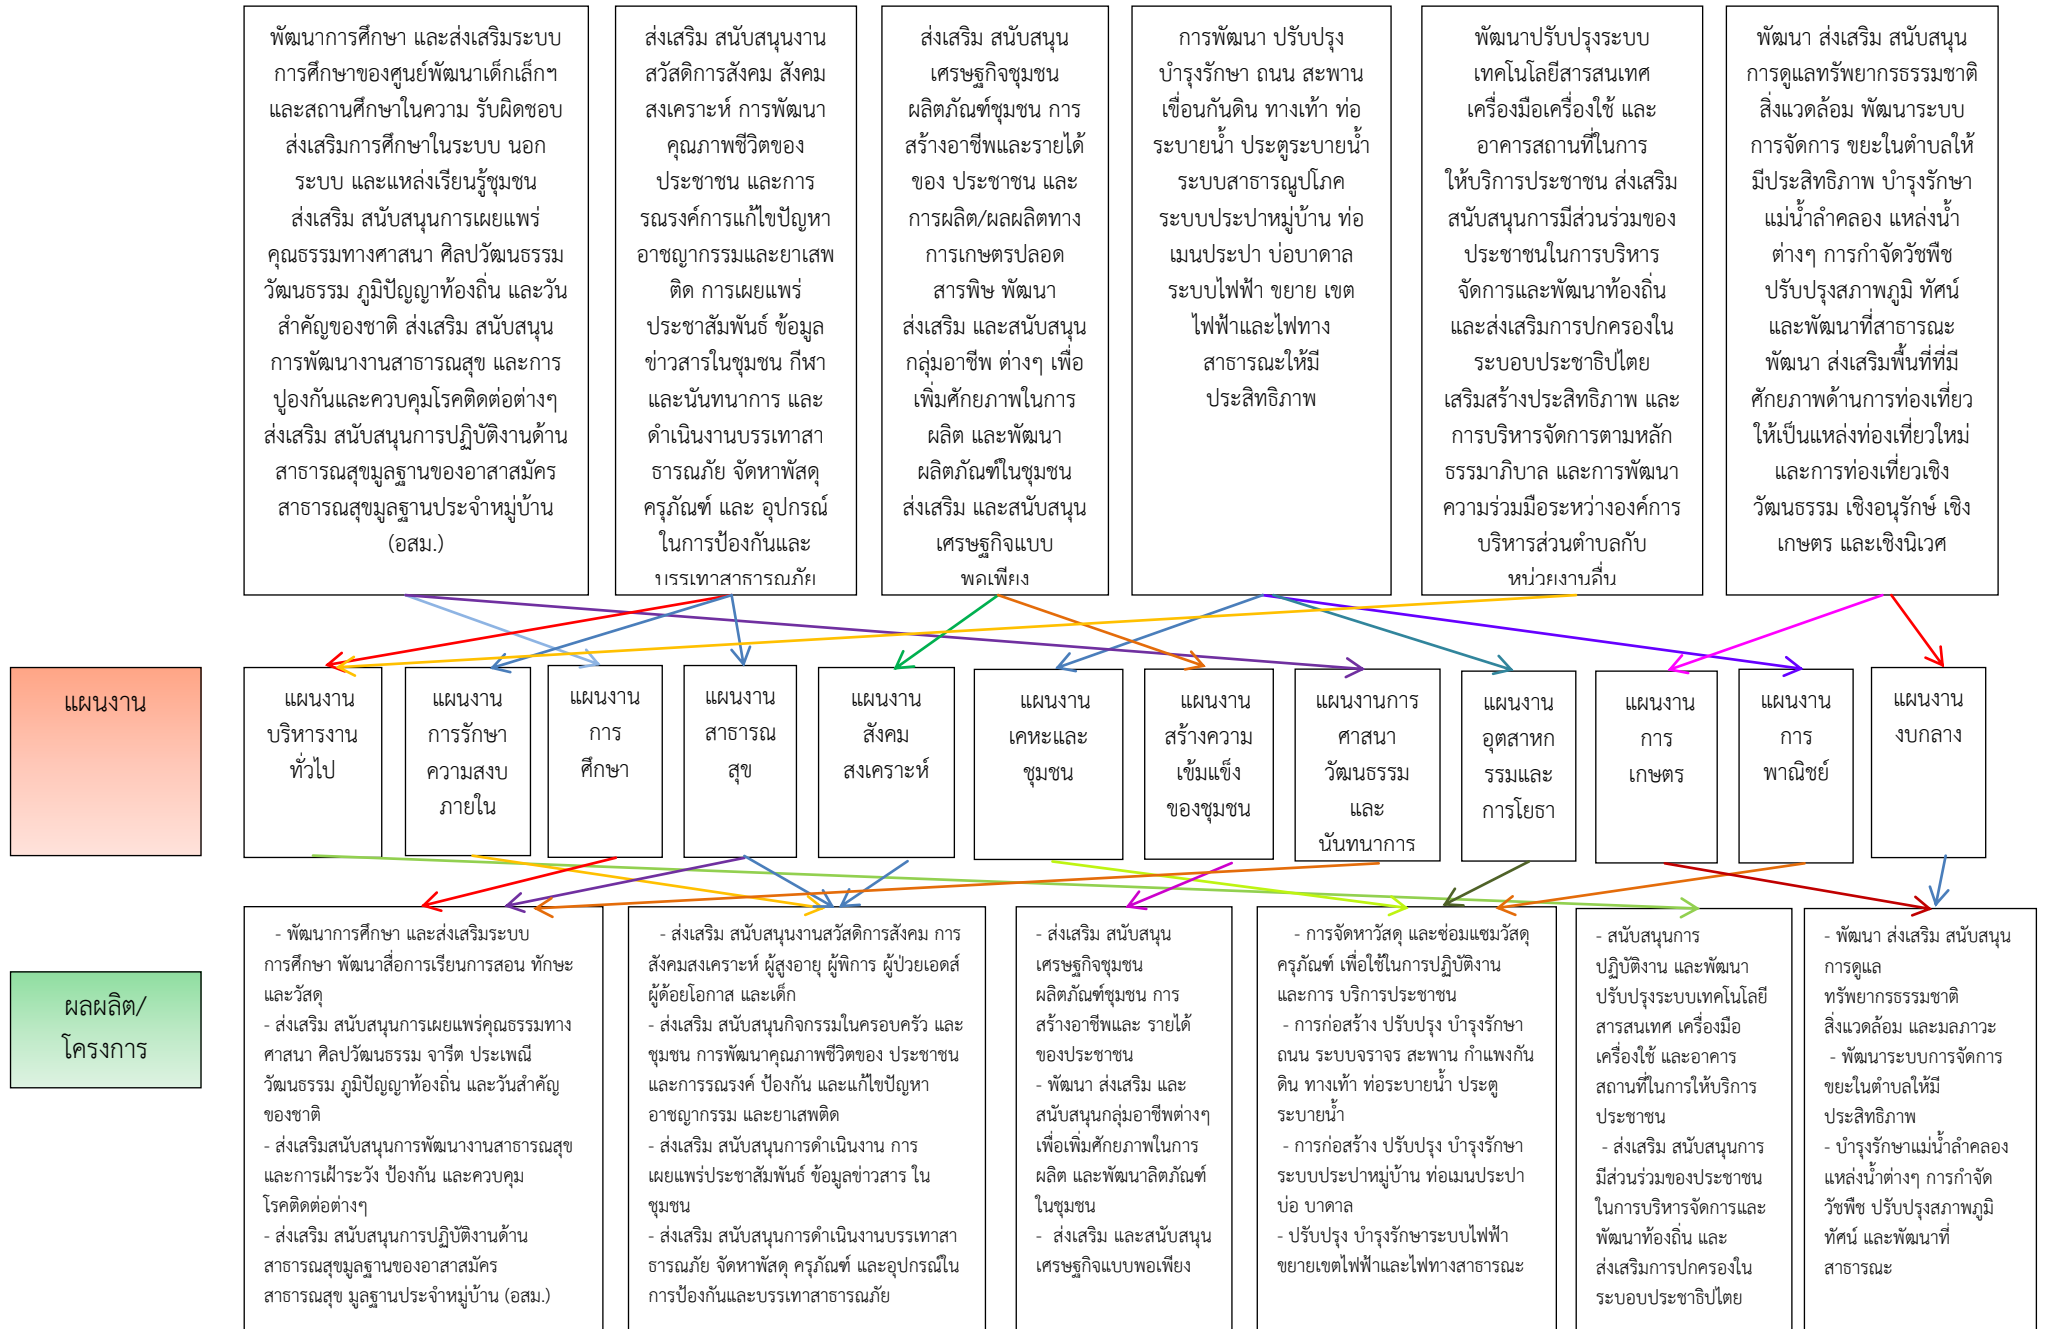 พัฒนาการศึกษา และส่งเสริมระบบ
การศึกษาของศูนย์พัฒนาเด็กเล็กฯ
และสถานศึกษาในความ รับผิดชอบ
ส่งเสริมการศึกษาในระบบ นอก
ระบบ และแหล่งเรียนรู้ชุมชน
ส่งเสริม สนับสนุนการเผยแพร่
คุณธรรมทางศาสนา ศิลปวัฒนธรรม
วัฒนธรรม ภูมิปัญญาท้องถิ่น และวัน
สำคัญของชาติ ส่งเสริม สนับสนุน
การพัฒนางานสาธารณสุข และการ
ปูองกันและควบคุมโรคติดต่อต่างๆ
ส่งเสริม สนับสนุนการปฏิบัติงานด้าน
สาธารณสุขมูลฐานของอาสาสมัคร
สาธารณสุขมูลฐานประจำหมู่บ้าน
(อสม.)
ส่งเสริม สนับสนุนงาน
สวัสดิการสังคม สังคม
สงเคราะห์ การพัฒนา
คุณภาพชีวิตของ
ประชาชน และการ
รณรงค์การแก้ไขปัญหา
อาชญากรรมและยาเสพ
ติด การเผยแพร่
ประชาสัมพันธ์ ข้อมูล
ข่าวสารในชุมชน กีฬา
และนันทนาการ และ
ดำเนินงานบรรเทาสา
ธารณภัย จัดหาพัสดุ
ครุภัณฑ์ และ อุปกรณ์
ในการป้องกันและ
บรรเทาสาธารณภัย
ส่งเสริม สนับสนุน
เศรษฐกิจชุมชน
ผลิตภัณฑ์ชุมชน การ
สร้างอาชีพและรายได้
ของ ประชาชน และ
การผลิต/ผลผลิตทาง
การเกษตรปลอด
สารพิษ พัฒนา
ส่งเสริม และสนับสนุน
กลุ่มอาชีพ ต่างๆ เพื่อ
เพิ่มศักยภาพในการ
ผลิต และพัฒนา
ผลิตภัณฑ์ในชุมชน
ส่งเสริม และสนับสนุน
เศรษฐกิจแบบ
พอเพียง
การพัฒนา ปรับปรุง
บำรุงรักษา ถนน สะพาน
เขื่อนกันดิน ทางเท้า ท่อ
ระบายน้ำ ประตูระบายน้ำ
ระบบสาธารณูปโภค
ระบบประปาหมู่บ้าน ท่อ
เมนประปา บ่อบาดาล
ระบบไฟฟ้า ขยาย เขต
ไฟฟ้าและไฟทาง
สาธารณะให้มี
ประสิทธิภาพ
พัฒนาปรับปรุงระบบ
เทคโนโลยีสารสนเทศ
เครื่องมือเครื่องใช้ และ
อาคารสถานที่ในการ
ให้บริการประชาชน ส่งเสริม
สนับสนุนการมีส่วนร่วมของ
ประชาชนในการบริหาร
จัดการและพัฒนาท้องถิ่น
และส่งเสริมการปกครองใน
ระบอบประชาธิปไตย
เสริมสร้างประสิทธิภาพ และ
การบริหารจัดการตามหลัก
ธรรมาภิบาล และการพัฒนา
ความร่วมมือระหว่างองค์การ
บริหารส่วนตำบลกับ
หน่วยงานอื่น
พัฒนา ส่งเสริม สนับสนุน
การดูแลทรัพยากรธรรมชาติ
สิ่งแวดล้อม พัฒนาระบบ
การจัดการ ขยะในตำบลให้
มีประสิทธิภาพ บำรุงรักษา
แม่น้ำลำคลอง แหล่งน้ำ
ต่างๆ การกำจัดวัชพืช
ปรับปรุงสภาพภูมิ ทัศน์
และพัฒนาที่สาธารณะ
พัฒนา ส่งเสริมพื้นที่ที่มี
ศักยภาพด้านการท่องเที่ยว
ให้เป็นแหล่งท่องเที่ยวใหม่
และการท่องเที่ยวเชิง
วัฒนธรรม เชิงอนุรักษ์ เชิง
เกษตร และเชิงนิเวศ
แผนงาน
แผนงาน
บริหารงาน
ทั่วไป
แผนงาน
การรักษา
ความสงบ
ภายใน
แผนงาน
การ
ศึกษา
แผนงาน
สาธารณ
สุข
แผนงาน
สังคม
สงเคราะห์
แผนงาน
เคหะและ
ชุมชน
แผนงาน
สร้างความ
เข้มแข็ง
ของชุมชน
แผนงานการ
ศาสนา
วัฒนธรรม
และ
นันทนาการ
แผนงาน
อุตสาหก
รรมและ
การโยธา
แผนงาน
การ
เกษตร
แผนงาน
การ
พาณิชย์
แผนงาน
งบกลาง
ผลผลิต/
โครงการ
- พัฒนาการศึกษา และส่งเสริมระบบ
การศึกษา พัฒนาสื่อการเรียนการสอน ทักษะ
และวัสดุ
- ส่งเสริม สนับสนุนการเผยแพร่คุณธรรมทาง
ศาสนา ศิลปวัฒนธรรม จารีต ประเพณี
วัฒนธรรม ภูมิปัญญาท้องถิ่น และวันสำคัญ
ของชาติ
- ส่งเสริมสนับสนุนการพัฒนางานสาธารณสุข
และการเฝ้าระวัง ป้องกัน และควบคุม
โรคติดต่อต่างๆ
- ส่งเสริม สนับสนุนการปฏิบัติงานด้าน
สาธารณสุขมูลฐานของอาสาสมัคร
สาธารณสุข มูลฐานประจำหมู่บ้าน (อสม.)
- ส่งเสริม สนับสนุนงานสวัสดิการสังคม การ
สังคมสงเคราะห์ ผู้สูงอายุ ผู้พิการ ผู้ป่วยเอดส์
ผู้ด้อยโอกาส และเด็ก
- ส่งเสริม สนับสนุนกิจกรรมในครอบครัว และ
ชุมชน การพัฒนาคุณภาพชีวิตของ ประชาชน
และการรณรงค์ ป้องกัน และแก้ไขปัญหา
อาชญากรรม และยาเสพติด
- ส่งเสริม สนับสนุนการดำเนินงาน การ
เผยแพร่ประชาสัมพันธ์ ข้อมูลข่าวสาร ใน
ชุมชน
- ส่งเสริม สนับสนุนการดำเนินงานบรรเทาสา
ธารณภัย จัดหาพัสดุ ครุภัณฑ์ และอุปกรณ์ใน
การป้องกันและบรรเทาสาธารณภัย
- ส่งเสริม สนับสนุน
เศรษฐกิจชุมชน
ผลิตภัณฑ์ชุมชน การ
สร้างอาชีพและ รายได้
ของประชาชน
- พัฒนา ส่งเสริม และ
สนับสนุนกลุ่มอาชีพต่างๆ
เพื่อเพิ่มศักยภาพในการ
ผลิต และพัฒนาลิตภัณฑ์
ในชุมชน
- ส่งเสริม และสนับสนุน
เศรษฐกิจแบบพอเพียง
- การจัดหาวัสดุ และซ่อมแซมวัสดุ
ครุภัณฑ์ เพื่อใช้ในการปฏิบัติงาน
และการ บริการประชาชน
- การก่อสร้าง ปรับปรุง บำรุงรักษา
ถนน ระบบจราจร สะพาน กำแพงกัน
ดิน ทางเท้า ท่อระบายน้ำ ประตู
ระบายน้ำ
- การก่อสร้าง ปรับปรุง บำรุงรักษา
ระบบประปาหมู่บ้าน ท่อเมนประปา
บ่อ บาดาล
- ปรับปรุง บำรุงรักษาระบบไฟฟ้า
ขยายเขตไฟฟ้าและไฟทางสาธารณะ
- สนับสนุนการ
ปฏิบัติงาน และพัฒนา
ปรับปรุงระบบเทคโนโลยี
สารสนเทศ เครื่องมือ
เครื่องใช้ และอาคาร
สถานที่ในการให้บริการ
ประชาชน
- ส่งเสริม สนับสนุนการ
มีส่วนร่วมของประชาชน
ในการบริหารจัดการและ
พัฒนาท้องถิ่น และ
ส่งเสริมการปกครองใน
ระบอบประชาธิปไตย
- พัฒนา ส่งเสริม สนับสนุน
การดูแล
ทรัพยากรธรรมชาติ
สิ่งแวดล้อม และมลภาวะ
- พัฒนาระบบการจัดการ
ขยะในตำบลให้มี
ประสิทธิภาพ
- บำรุงรักษาแม่น้ำลำคลอง
แหล่งน้ำต่างๆ การกำจัด
วัชพืช ปรับปรุงสภาพภูมิ
ทัศน์ และพัฒนาที่
สาธารณะ